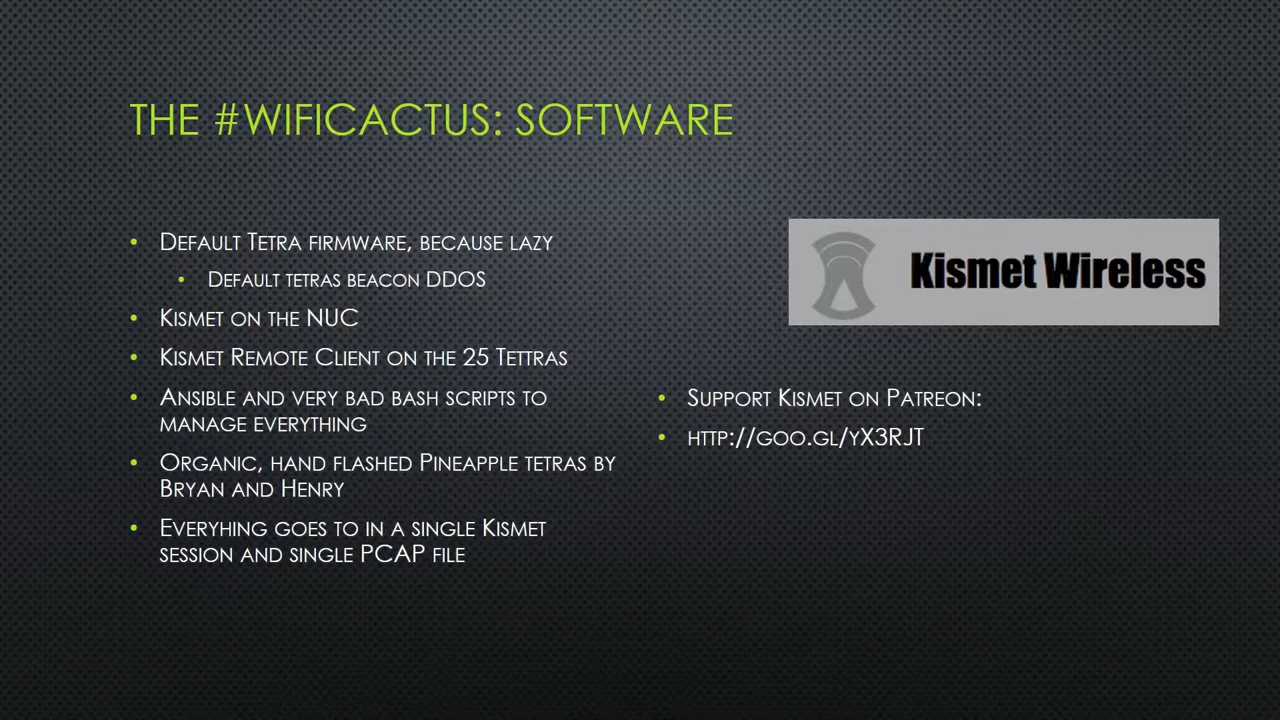 THE #WIFICACTUS: SOFTWARE
DEFAULT TETRA FIRMWARE, BECAUSE LAZY
DEFAULT TETRAS BEACON DDOS
KISMET ON THE NUC
KISMET REMOTE CLIENT ON THE 25 TETTRAS
ANSIBLE AND VERY BAD BASH SCRIPTS TO
MANAGE EVERYTHING
ORGANIC, HAND FLASHED PINEAPPLE TETRAS BY
BRYAN AND HENRY
EVERYHING GOES TO IN A SINGLE KISMET
SESSION AND SINGLE PCAP FILE
Kismet Wireless
SUPPORT KISMET ON PATREON:
HTTP://GOO.GL/YX3RJT